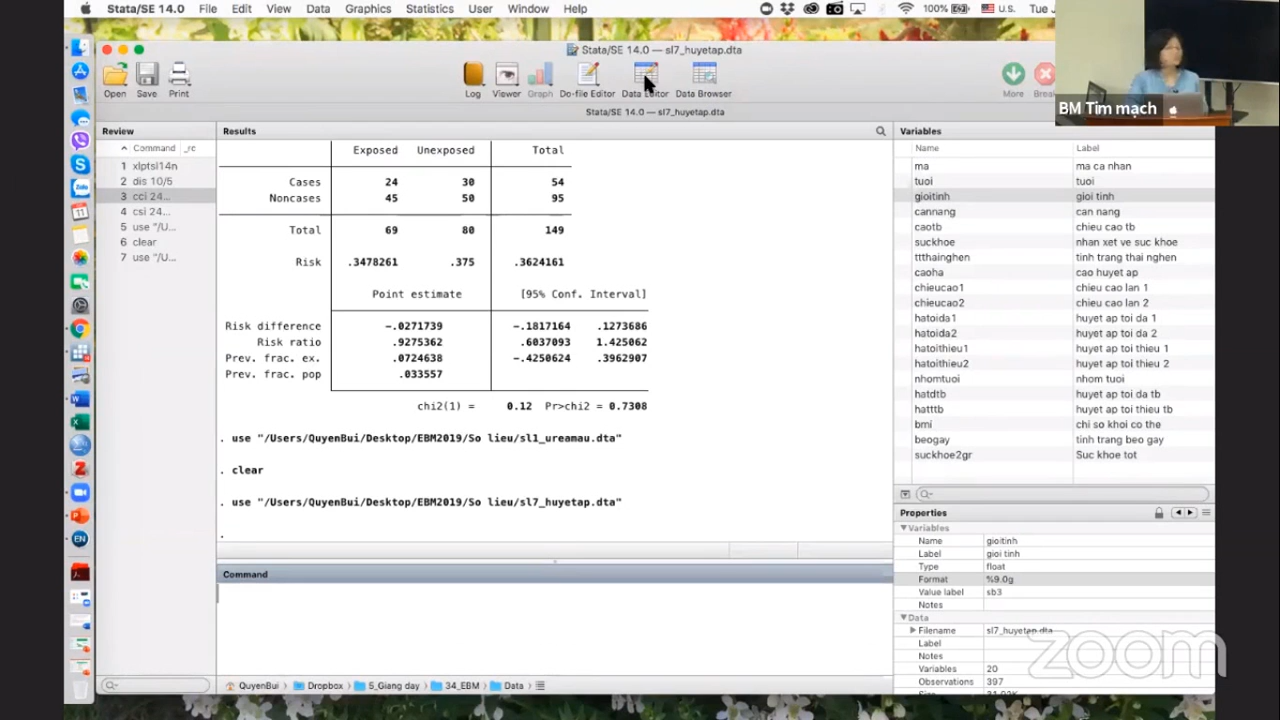 Stata/SE 14.0 File Edit View Data Graphics Statistics User Window Help 100% U.S. Tue
Stata/SE 14.0 — sl7_huyetap.dta
Open Save Print Log Viewer Graph Do-file Editor Data Editor Data Browser More Break
Stata/SE 14.0 — sl7_huyetap.dta
BM Tim mạch
Review
Command _rc
1 xlptsl14n
2 dis 10/5
3 cci 24...
4 csi 24...
5 use "/U...
6 clear
7 use "/U...
Results
Exposed Unexposed Total
Cases 24 30 54
Noncases 45 50 95
Total 69 80 149
Risk .3478261 .375 .3624161
Point estimate [95% Conf. Interval]
Risk difference -.0271739 -.1817164 .1273686
Risk ratio .9275362 .6037093 1.425062
Prev. frac. ex. .0724638 -.4250624 .3962907
Prev. frac. pop .033557
chi2(1) = 0.12 Pr>chi2 = 0.7308
. use "/Users/QuyenBui/Desktop/EBM2019/So lieu/sl1_ureamau.dta"
. clear
. use "/Users/QuyenBui/Desktop/EBM2019/So lieu/sl7_huyetap.dta"
.
Command
QuyenBui Dropbox 5_Giang day 34_EBM Data
Variables
Name Label
ma ma ca nhan
tuoi tuoi
gioitinh gioi tinh
cannang can nang
caotb chieu cao tb
suckhoe nhan xet ve suc khoe
ttthainghen tinh trang thai nghen
caoha cao huyet ap
chieucao1 chieu cao lan 1
chieucao2 chieu cao lan 2
hatoida1 huyet ap toi da 1
hatoida2 huyet ap toi da 2
hatoithieu1 huyet ap toi thieu 1
hatoithieu2 huyet ap toi thieu 2
nhomtuoi nhom tuoi
hatdtb huyet ap toi da tb
hatttb huyet ap toi thieu tb
bmi chi so khoi co the
beogay tinh trang beo gay
suckhoe2gr Suc khoe tot
Properties
Variables
Name gioitinh
Label gioi tinh
Type float
Format %9.0g
Value label sb3
Notes
Data
Filename sl7_huyetap.dta
Label
Notes
Variables 20
Observations 397
zoom